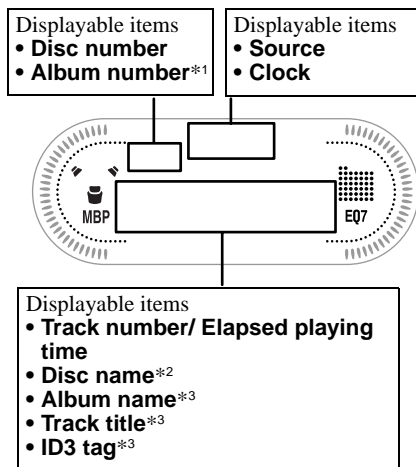 Displayable items
• Disc number
• Album number*1
Displayable items
• Source
• Clock
MBP
EQ7
Displayable items
• Track number/ Elapsed playing
time
• Disc name*2
• Album name*3
• Track title*3
• ID3 tag*3